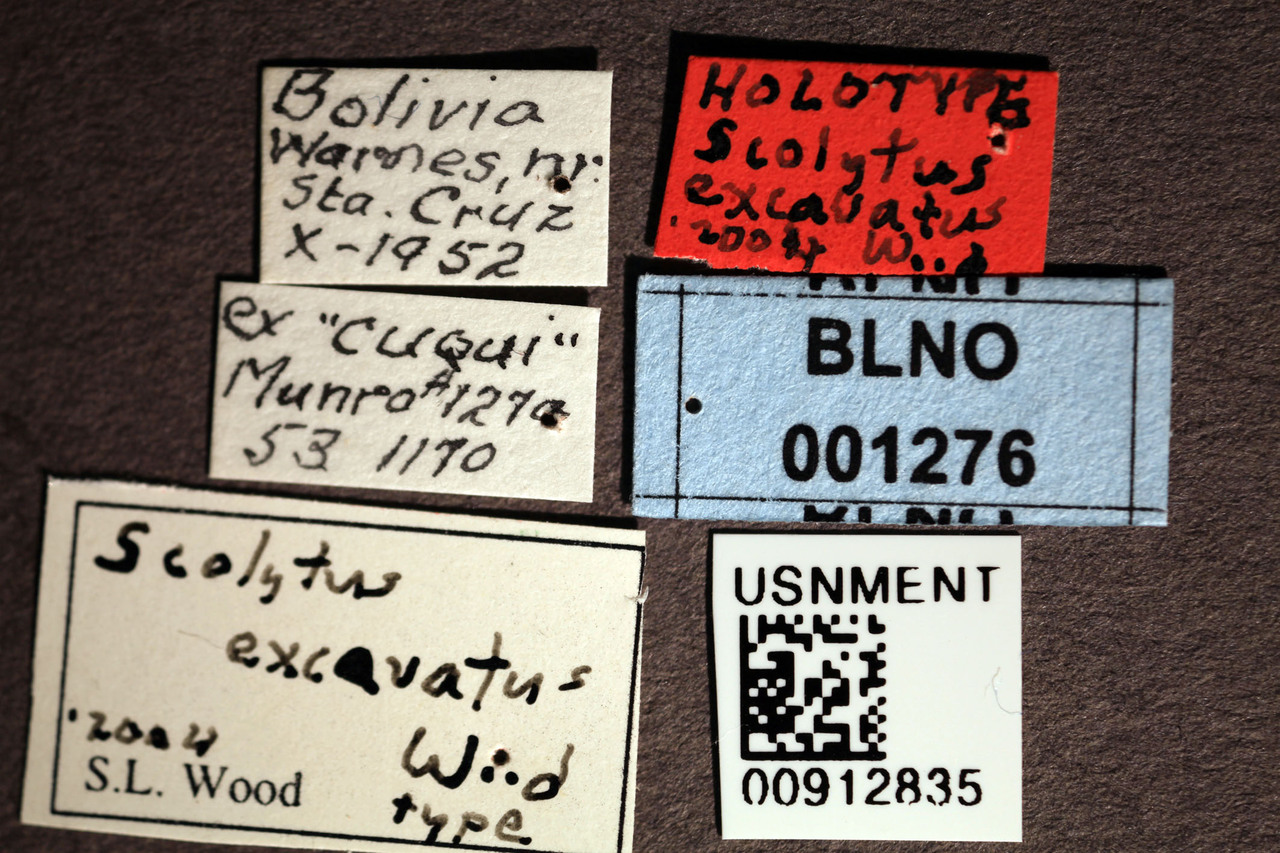 Bolivia
Warnes, nr.
Sta. Cruz
X-1952
HOLOTYPE
Scolytus
excavatus
'2004 Wood
ex "Cuqui"
Munro A127a
53 1170
BLNO
001276
Scolytus
excavatus
'2004 Wood
S.L. Wood type
USNMENT
00912835